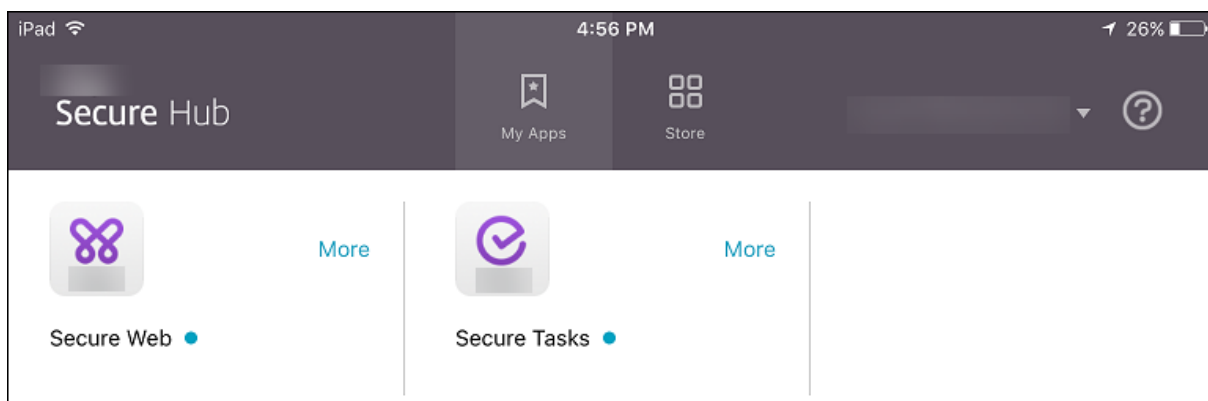 iPad 4:56 PM 26%
Secure Hub
My Apps Store
?
More More
Secure Web Secure Tasks